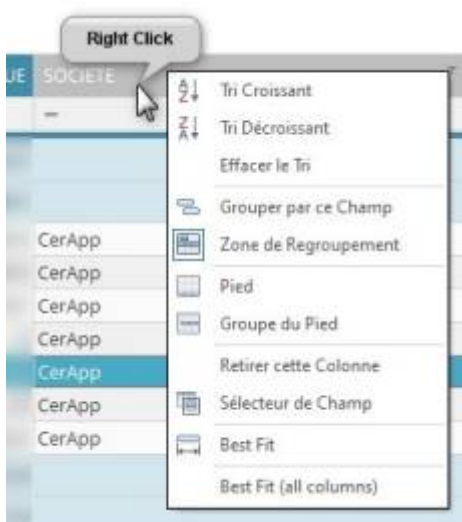 Right Click
UE SOCIETE
Tri Croissant
Tri Décroissant
Effacer le Tri
Grouper par ce Champ
Zone de Regroupement
Pied
Groupe du Pied
Retirer cette Colonne
Sélecteur de Champ
Best Fit
Best Fit (all columns)
CerApp
CerApp
CerApp
CerApp
CerApp
CerApp
CerApp